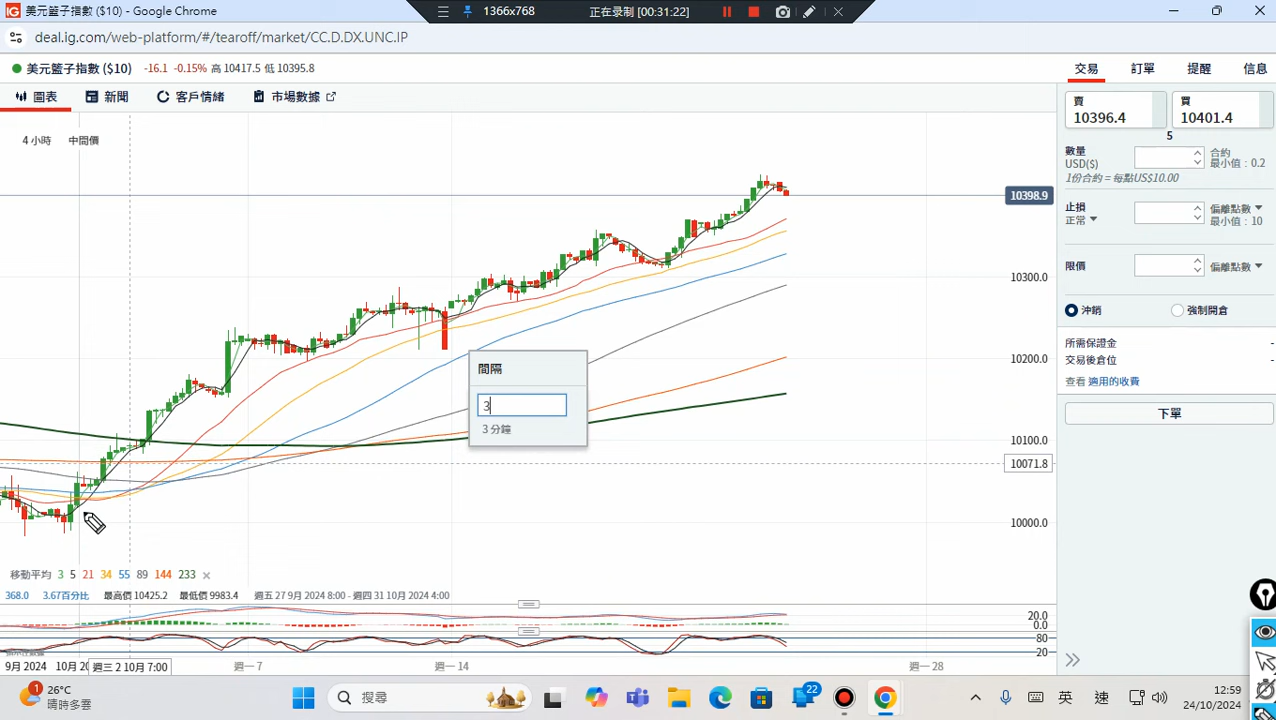 美元籃子指數 ($10) - Google Chrome
1366x768
正在录制 [00:31:22]
deal.ig.com/web-platform/#/tearoff/market/CC.D.DX.UNC.IP
美元籃子指數 ($10) -16.1 -0.15% 高 10417.5 低 10395.8
交易 訂單 提醒 信息
圖表 新聞 客戶情緒 市場數據
4 小時 中間價
賣 10396.4
買 10401.4
5
數量 USD($)
合約 最小值 : 0.2
1份合約 = 每點US$10.00
止損 正常
偏離點數 最小值 : 10
限價
偏離點數
沖銷 強制開倉
所需保證金 -
交易後倉位 -
查看 適用的收費
下單
10398.9
10300.0
10200.0
10100.0
10071.8
10000.0
間隔
3
3 分鐘
移動平均 3 5 21 34 55 89 144 233
368.0 3.67百分比 最高價 10425.2 最低價 9983.4 週五 27 9月 2024 8:00 - 週四 31 10月 2024 4:00
20.0
0.0
80
20
9月 2024 週三 2 10月 7:00 週一 7 週一 14 週一 28
1
26°C
晴時多雲
搜尋
22
英
速
12:59
24/10/2024